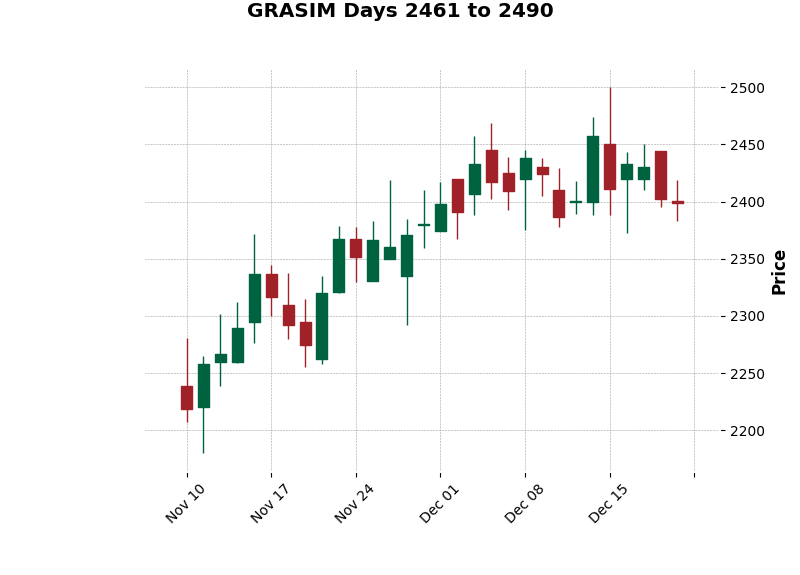 GRASIM Days 2461 to 2490
2500
2450
2400
2350
2300
2250
2200
Price
Nov 10
Nov 17
Nov 24
Dec 01
Dec 08
Dec 15